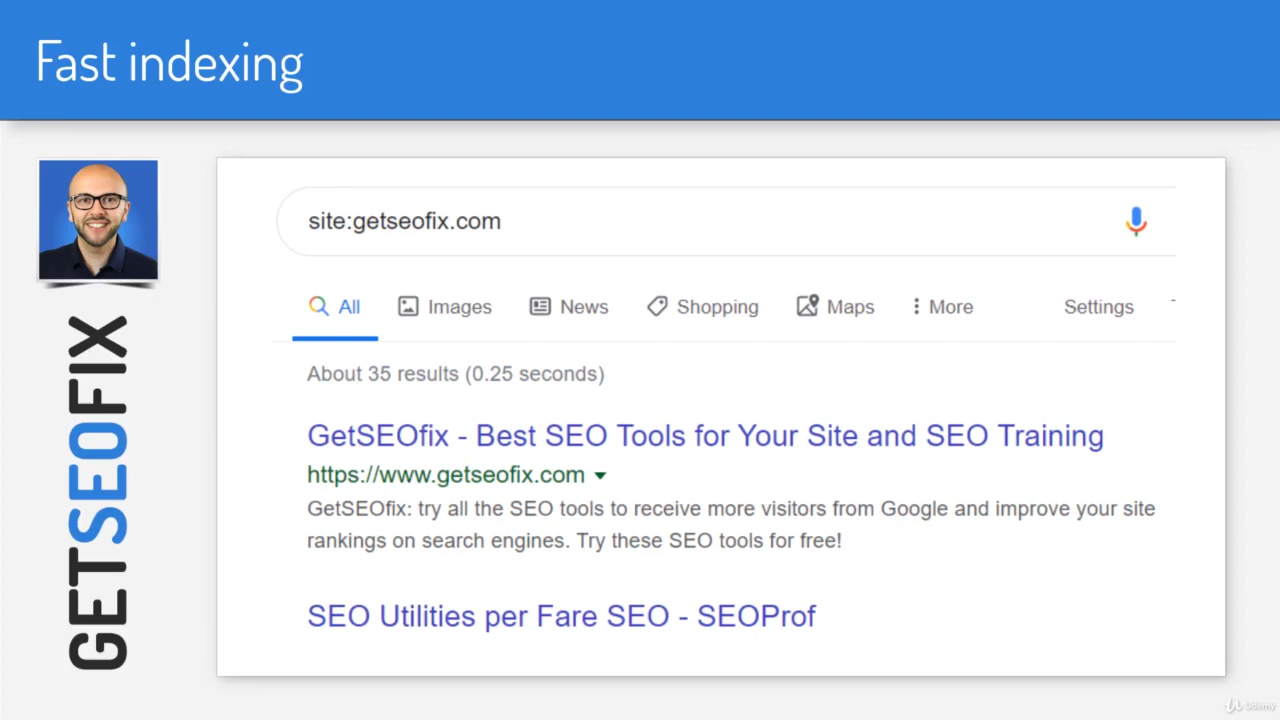 Fast indexing
GETSEOFIX
site:getseofix.com
All Images News Shopping Maps More Settings
About 35 results (0.25 seconds)
GetSEOfix - Best SEO Tools for Your Site and SEO Training
https://www.getseofix.com
GetSEOfix: try all the SEO tools to receive more visitors from Google and improve your site
rankings on search engines. Try these SEO tools for free!
SEO Utilities per Fare SEO - SEOProf
Udemy